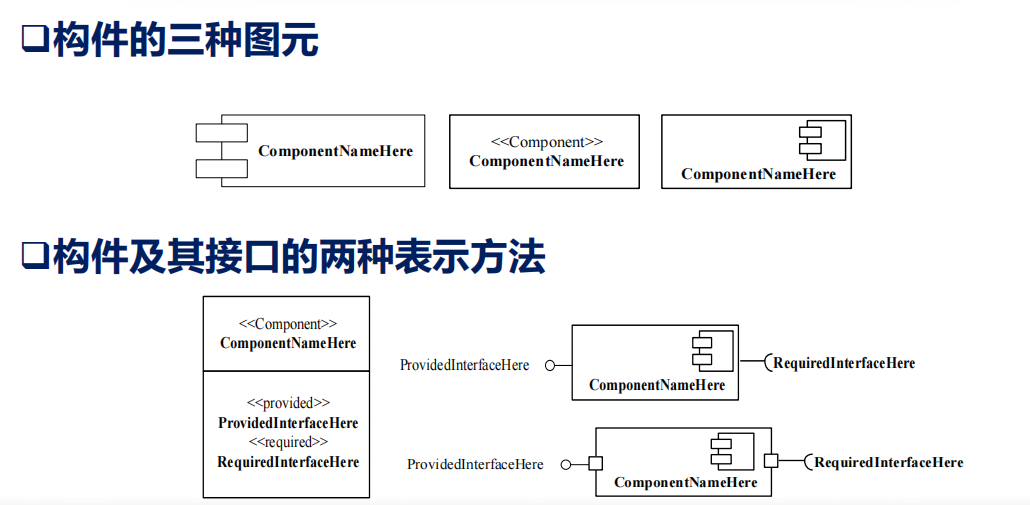 ❑构件的三种图元
ComponentNameHere
<<Component>>
ComponentNameHere
ComponentNameHere
❑构件及其接口的两种表示方法
<<Component>>
ComponentNameHere
<<provided>>
ProvidedInterfaceHere
<<required>>
RequiredInterfaceHere
ProvidedInterfaceHere
ComponentNameHere
RequiredInterfaceHere
ProvidedInterfaceHere
ComponentNameHere
RequiredInterfaceHere